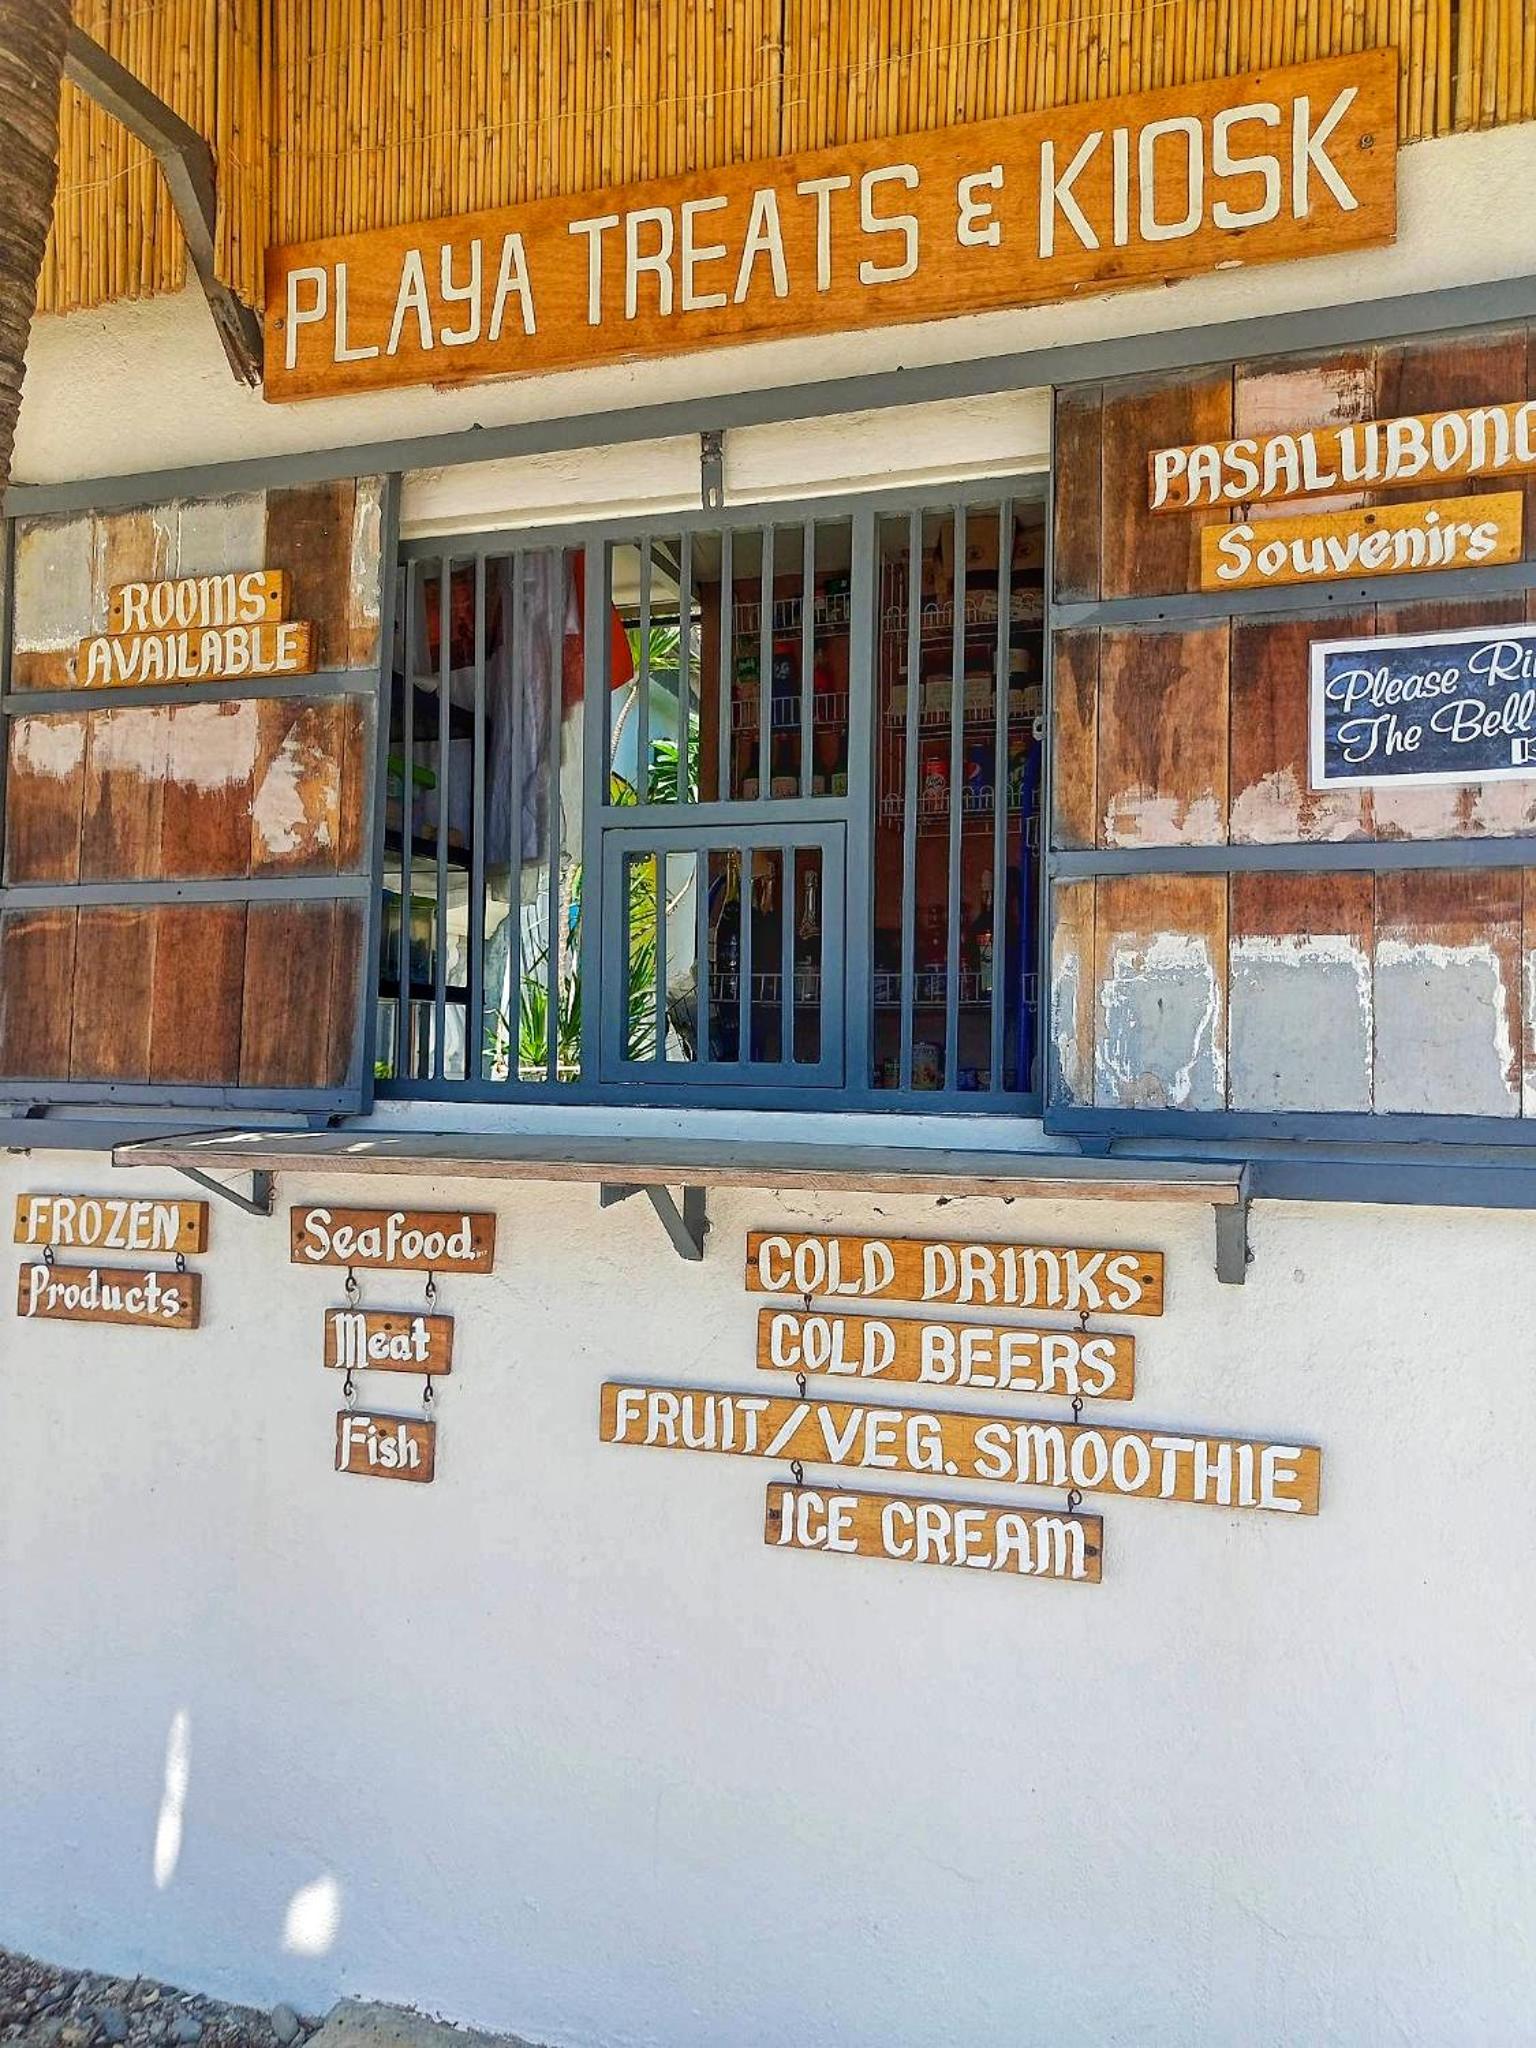 PLAYA TREATS & KIOSK
PASALUBONG
Souvenirs
ROOMS
AVAILABLE
Please
The Bell
FROZEN
Products
Seafood
Meat
Fish
COLD DRINKS
COLD BEERS
FRUIT/VEG. SMOOTHIE
ICE CREAM